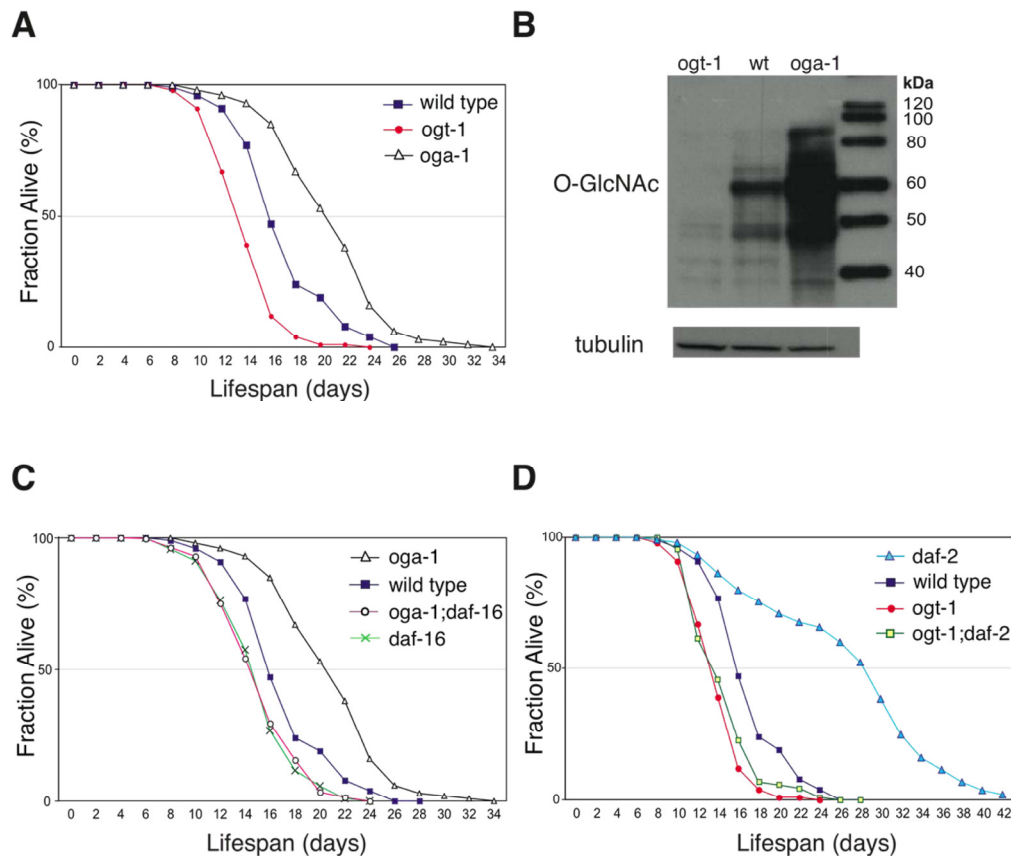 A
100
50
0
Fraction Alive (%)
wild type
ogt-1
oga-1
0 2 4 6 8 10 12 14 16 18 20 22 24 26 28 30 32 34
Lifespan (days)
B
ogt-1 wt oga-1
kDa
120
100
80
60
50
40
O-GlcNAc
tubulin
C
100
50
0
Fraction Alive (%)
oga-1
wild type
oga-1;daf-16
daf-16
0 2 4 6 8 10 12 14 16 18 20 22 24 26 28 30 32 34
Lifespan (days)
D
100
50
0
Fraction Alive (%)
daf-2
wild type
ogt-1
ogt-1;daf-2
0 2 4 6 8 10 12 14 16 18 20 22 24 26 28 30 32 34 36 38 40 42
Lifespan (days)